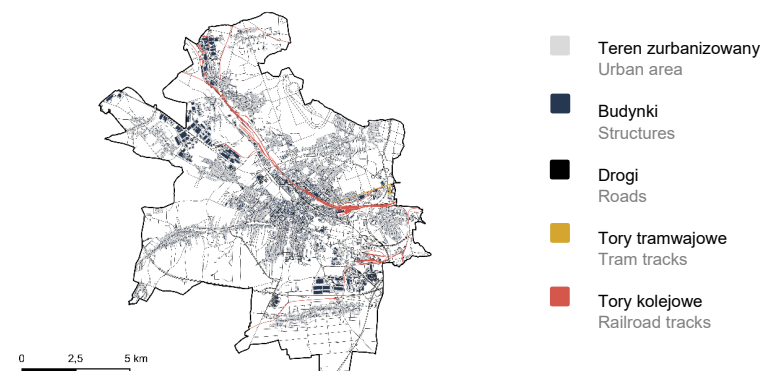 Teren zurbanizowany
Urban area
Budynki
Structures
Drogi
Roads
Tory tramwajowe
Tram tracks
Tory kolejowe
Railroad tracks
0 2,5 5 km